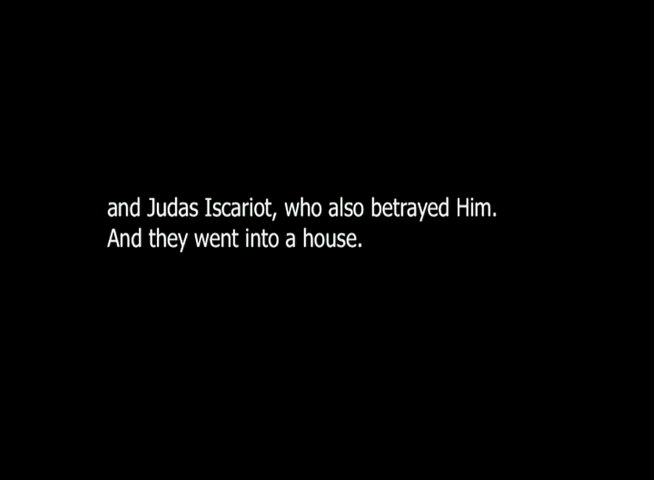 and Judas Iscariot, who also betrayed Him.
And they went into a house.